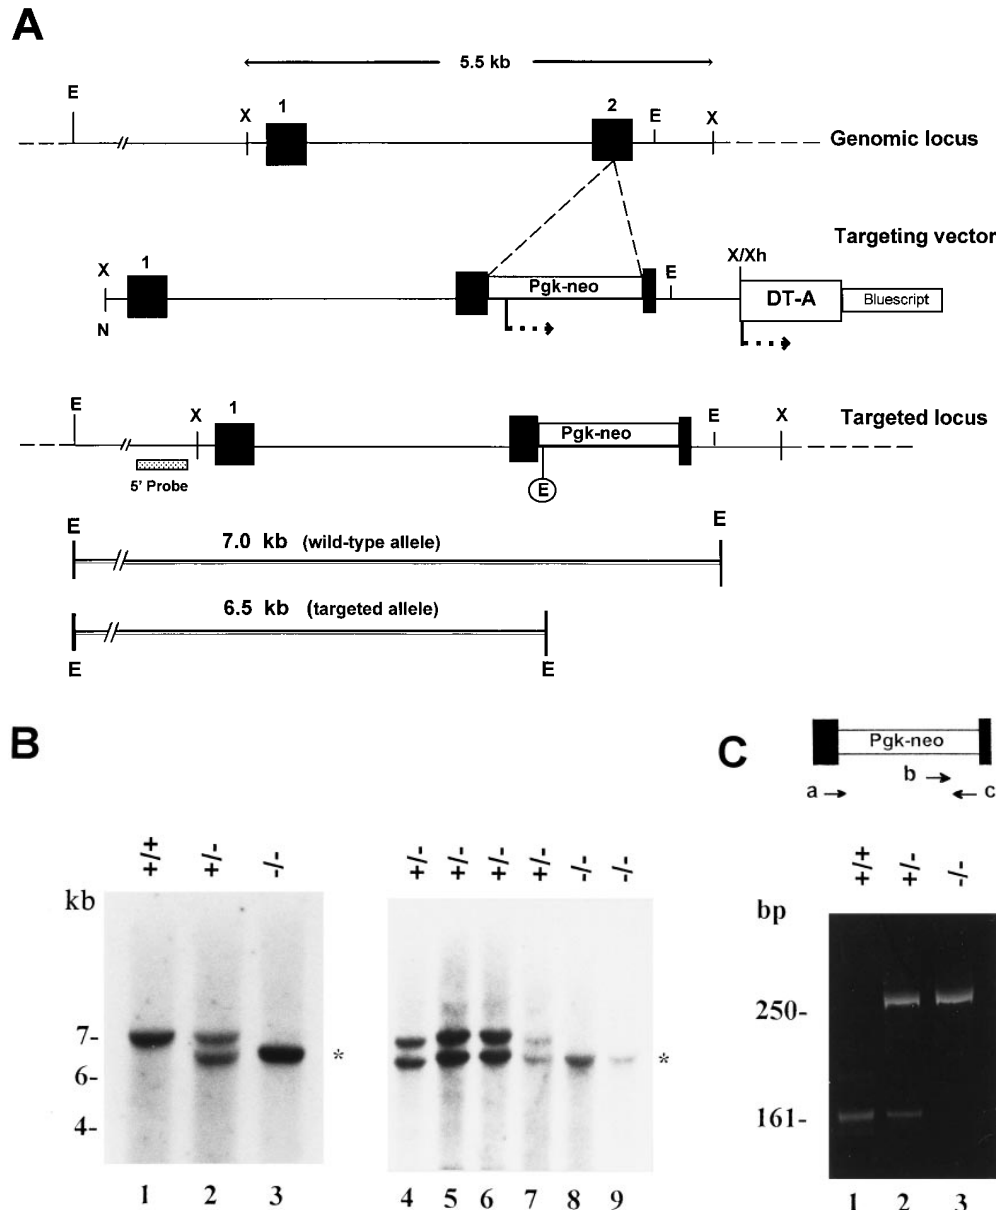 A
5.5 kb
E
X
1
2
E
X
Genomic locus
Targeting vector
X
1
Pgk-neo
E
X/Xh
DT-A
Bluescript
N
E
X
1
Pgk-neo
E
X
Targeted locus
5' Probe
E
E
7.0 kb (wild-type allele)
E
6.5 kb (targeted allele)
E
E
B
+/+
+/-
-/-
+/-
+/-
+/-
+/-
-/-
-/-
kb
7-
6-
4-
*
*
1 2 3
4 5 6 7 8 9
C
Pgk-neo
b
a
c
+/+
+/-
-/-
bp
250-
161-
1 2 3